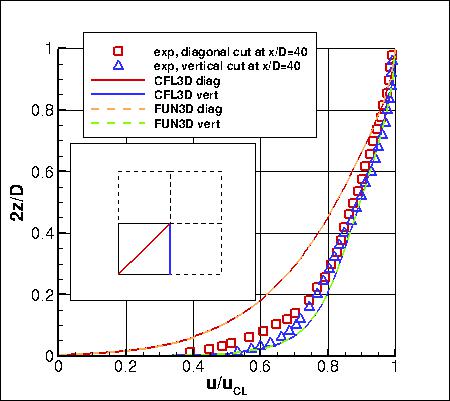 exp, diagonal cut at x/D=40
exp, vertical cut at x/D=40
CFL3D diag
CFL3D vert
FUN3D diag
FUN3D vert
2z/D
1
0.8
0.6
0.4
0.2
0
0 0.2 0.4 0.6 0.8 1
u/uCL